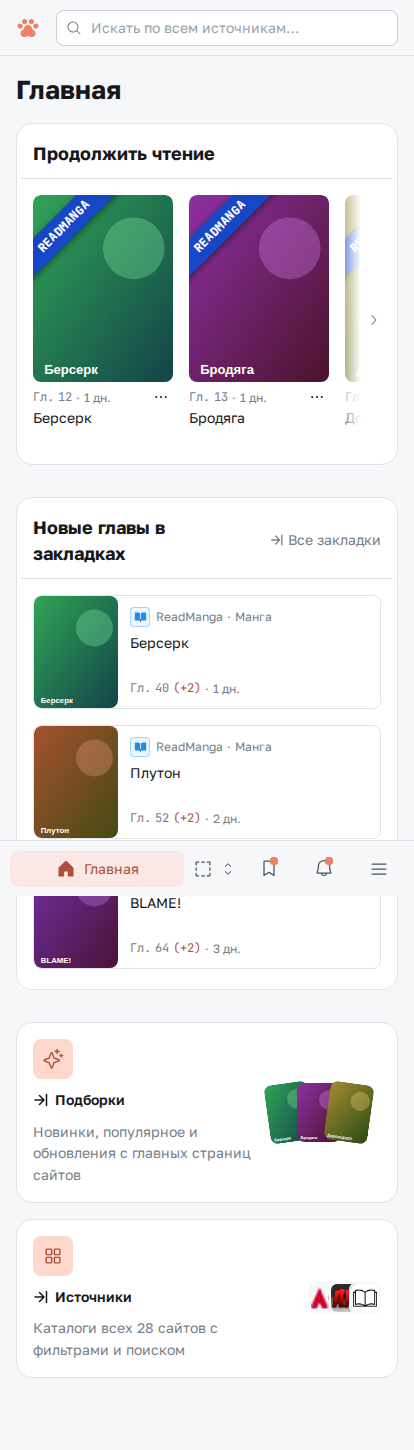 Искать по всем источникам...
Главная
Продолжить чтение
READMANGA
Берсерк
Гл. 12 · 1 дн.
Берсерк
READMANGA
Бродяга
Гл. 13 · 1 дн.
Бродяга
Новые главы в
закладках
Все закладки
Берсерк
ReadManga · Манга
Берсерк
Гл. 40 (+2) · 1 дн.
Плутон
ReadManga · Манга
Плутон
Гл. 52 (+2) · 2 дн.
Главная
BLAME!
BLAME!
Гл. 64 (+2) · 3 дн.
Подборки
Новинки, популярное и
обновления с главных страниц
сайтов
Берсерк
Бродяга
Источники
Каталоги всех 28 сайтов с
фильтрами и поиском